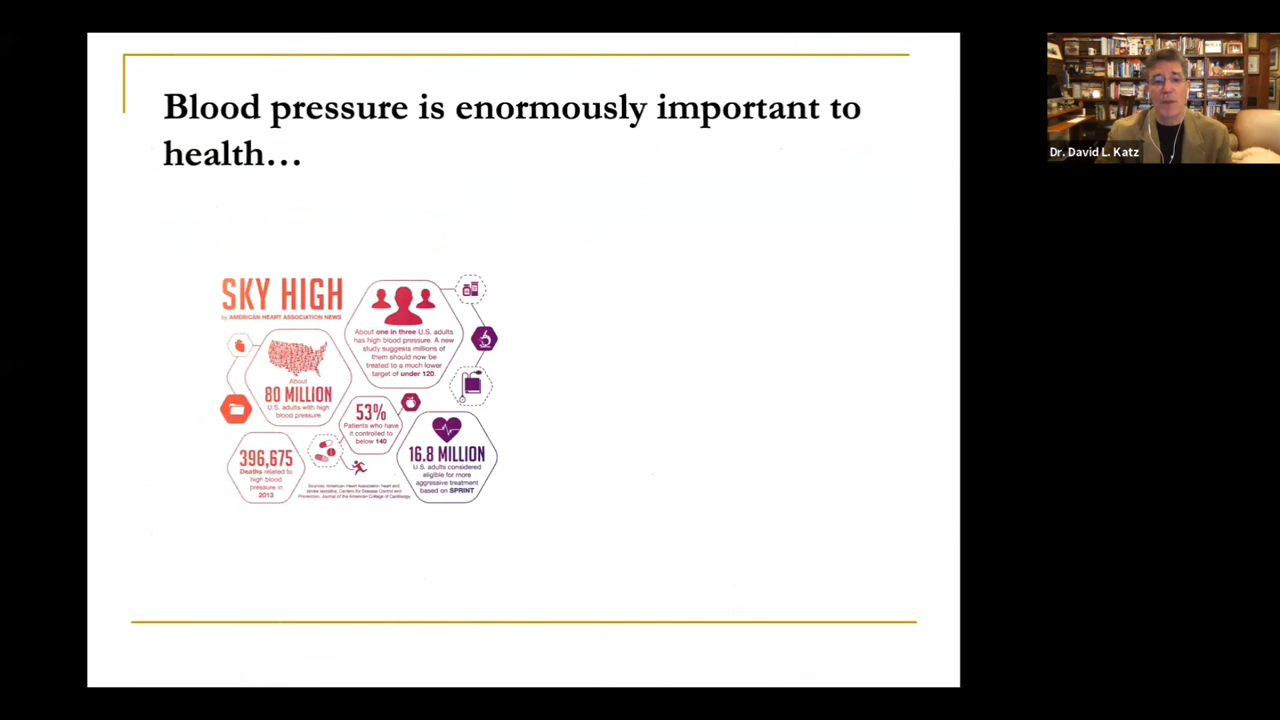 Blood pressure is enormously important to
health…
SKY HIGH
by AMERICAN HEART ASSOCIATION NEWS
About one in three U.S. adults
has high blood pressure. A new
study suggests millions of
them should now be
treated to a much lower
target of under 120.
About
80 MILLION
U.S. adults with high
blood pressure
53%
Patients who have
it controlled to
below 140
396,675
Deaths related to
high blood
pressure in
2013
16.8 MILLION
U.S. adults considered
eligible for more
aggressive treatment
based on SPRINT
Sources: American Heart Association heart and
stroke statistics; Centers for Disease Control and
Prevention; Journal of the American College of Cardiology
Dr. David L. Katz